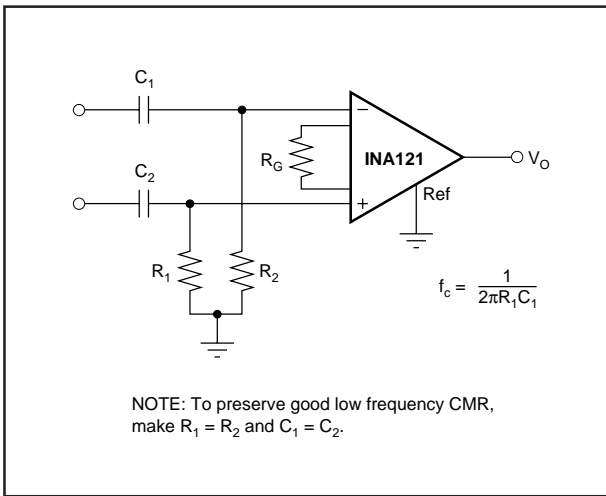 C1
−
INA121
RG
VO
C2
Ref
+
R1
R2
fc = 1 / 2πR1C1
NOTE: To preserve good low frequency CMR,
make R1 = R2 and C1 = C2.